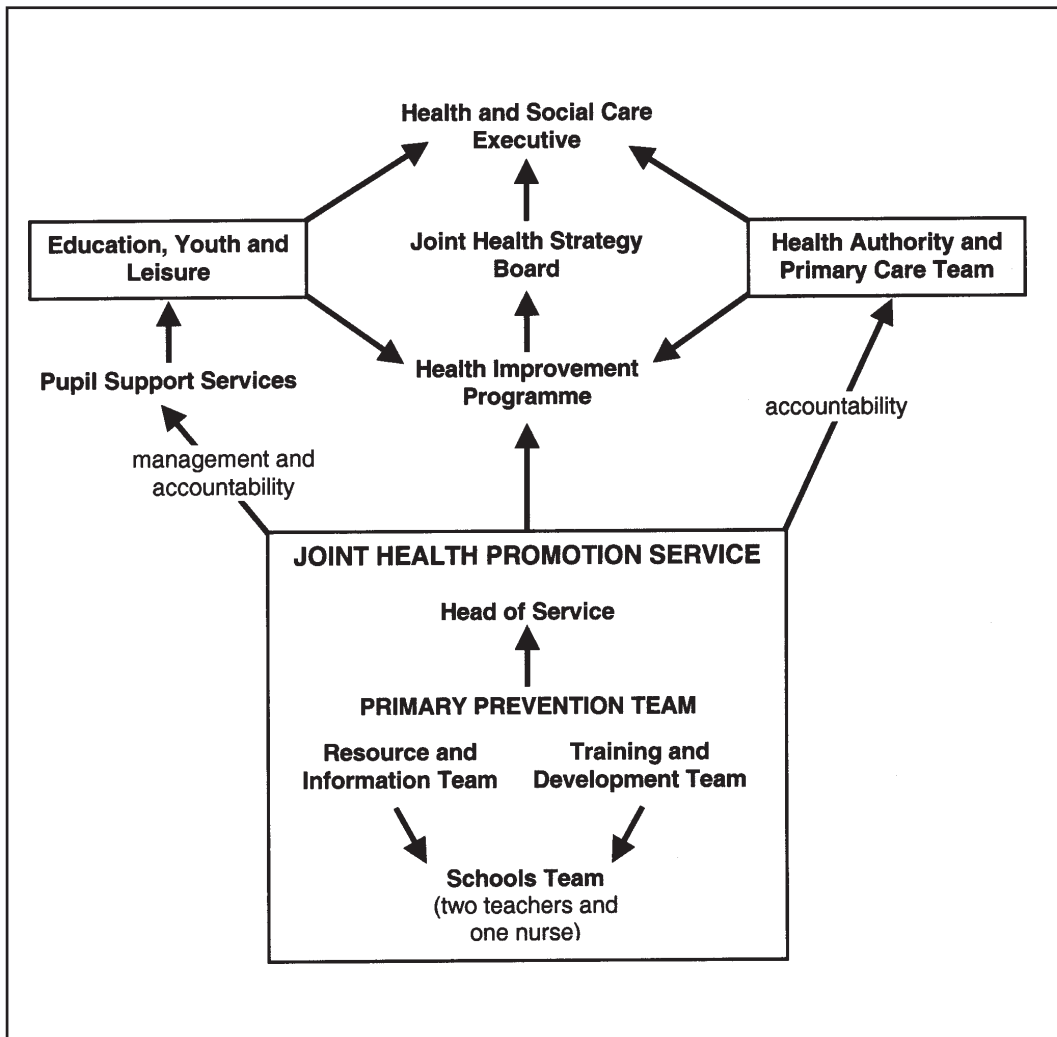 Health and Social Care
Executive
Education, Youth and
Leisure
Joint Health Strategy
Board
Health Authority and
Primary Care Team
Pupil Support Services
Health Improvement
Programme
accountability
management and
accountability
JOINT HEALTH PROMOTION SERVICE
Head of Service
PRIMARY PREVENTION TEAM
Resource and
Information Team
Training and
Development Team
Schools Team
(two teachers and
one nurse)